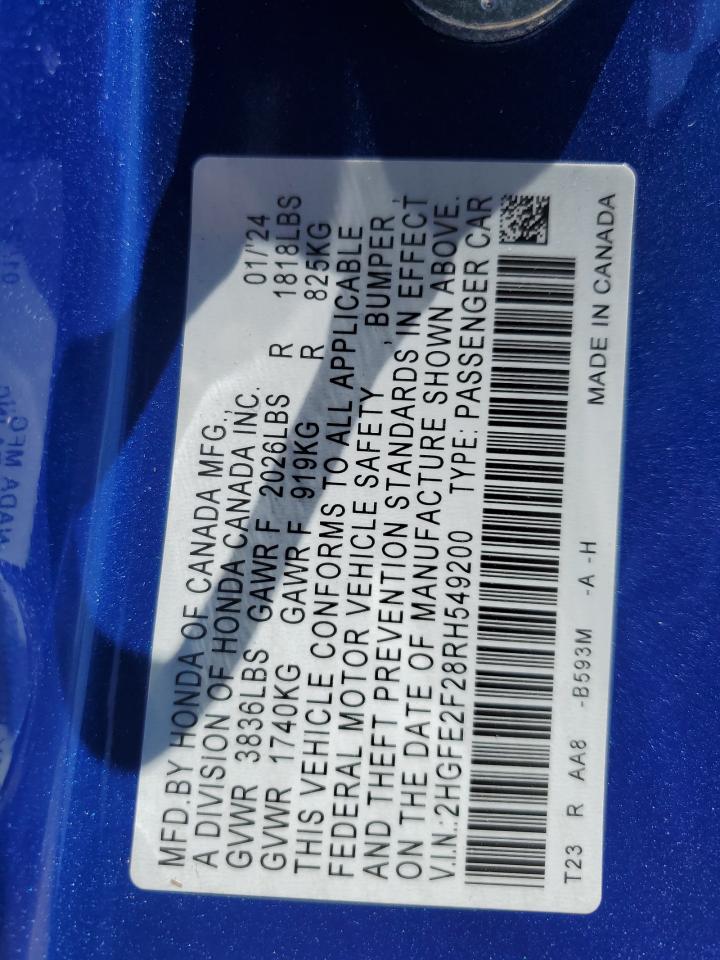 MFD.BY HONDA OF CANADA MFG.,
A DIVISION OF HONDA CANADA INC. 01/'24
GVWR 3836LBS GAWR F 2026LBS R 1818LBS
GVWR 1740KG GAWR F 919KG R 825KG
THIS VEHICLE CONFORMS TO ALL APPLICABLE
FEDERAL MOTOR VEHICLE SAFETY , BUMPER,
AND THEFT PREVENTION STANDARDS IN EFFECT
ON THE DATE OF MANUFACTURE SHOWN ABOVE.
V.I.N.:2HGFE2F28RH549200 TYPE: PASSENGER CAR
T23 R AA8 -B593M -A -H MADE IN CANADA